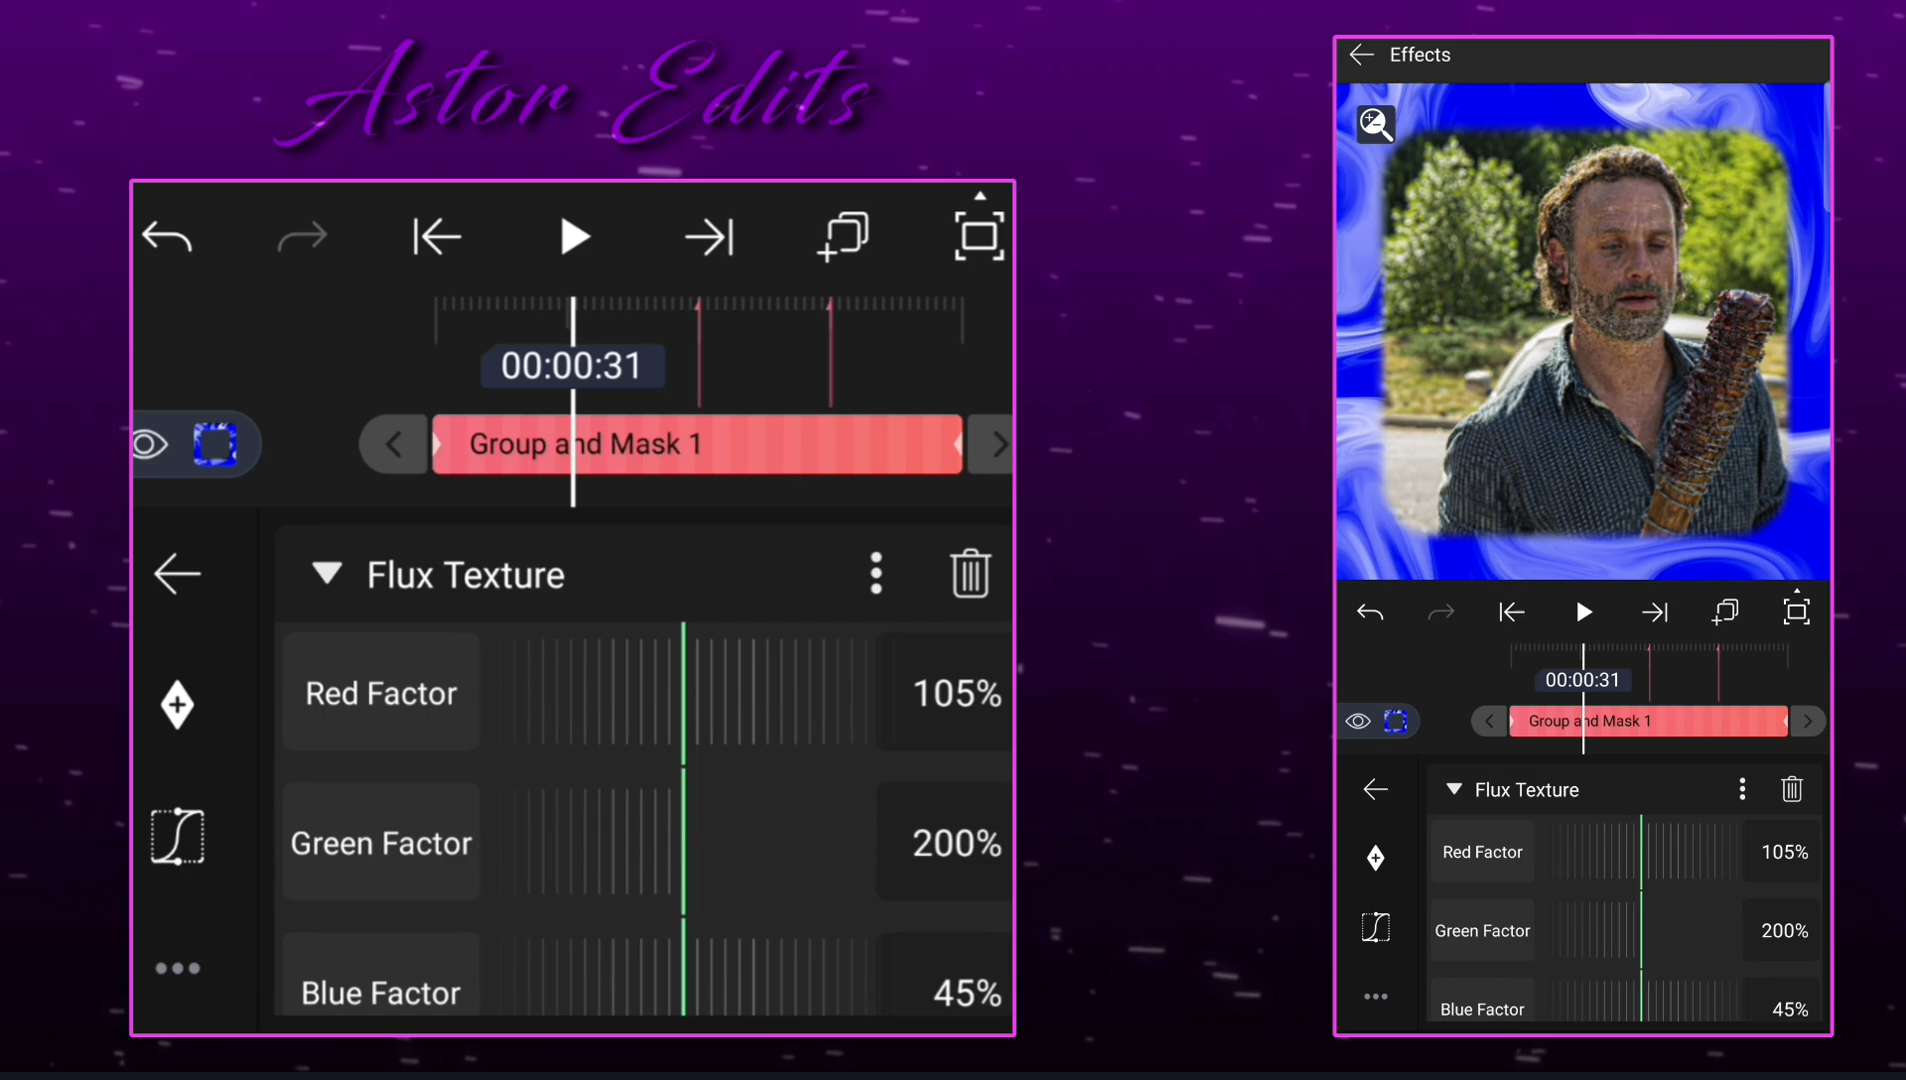 Astor Edits
00:00:31
Group and Mask 1
Flux Texture
Red Factor 105%
Green Factor 200%
Blue Factor 45%
Effects
00:00:31
Group and Mask 1
Flux Texture
Red Factor 105%
Green Factor 200%
Blue Factor 45%